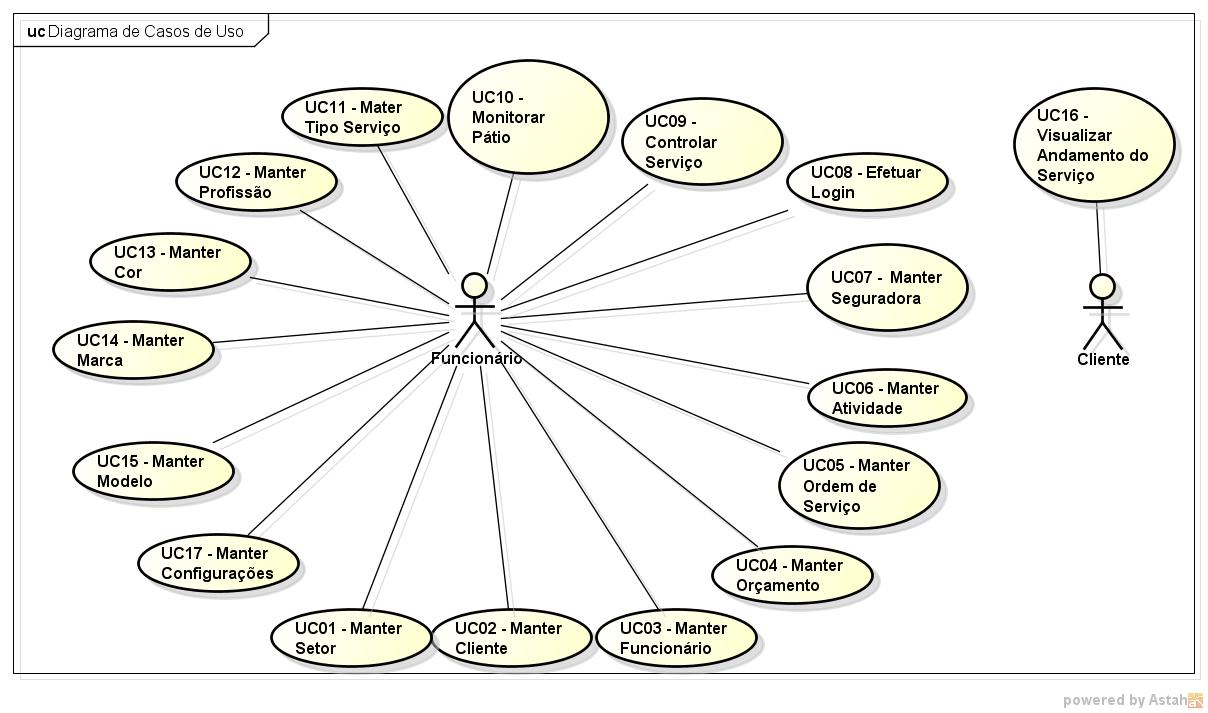 uc Diagrama de Casos de Uso
UC10 -
Monitorar
Pátio
UC11 - Mater
Tipo Serviço
UC09 -
Controlar
Serviço
UC16 -
Visualizar
Andamento do
Serviço
UC12 - Manter
Profissão
UC08 - Efetuar
Login
UC13 - Manter
Cor
UC07 -  Manter
Seguradora
UC14 - Manter
Marca
Funcionário
Cliente
UC06 - Manter
Atividade
UC15 - Manter
Modelo
UC05 - Manter
Ordem de
Serviço
UC17 - Manter
Configurações
UC04 - Manter
Orçamento
UC01 - Manter
Setor
UC02 - Manter
Cliente
UC03 - Manter
Funcionário
powered by Astah